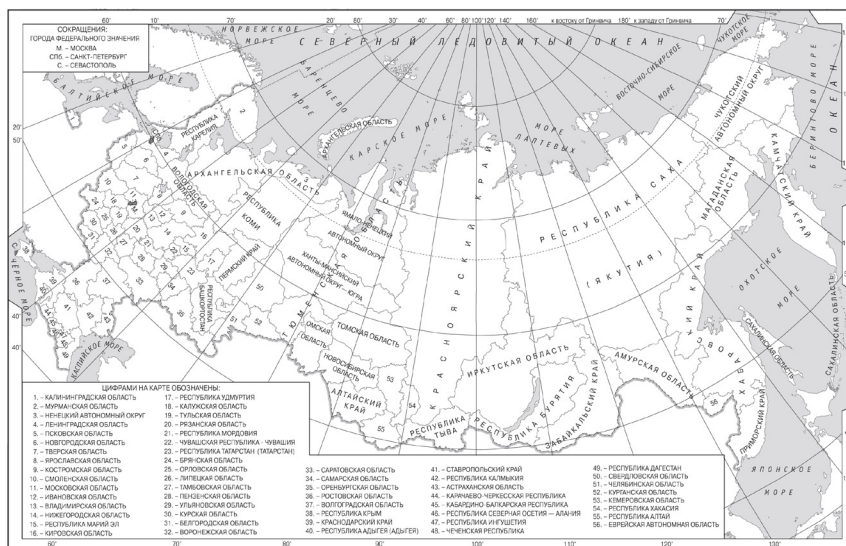 СОКРАЩЕНИЯ:
ГОРОДА ФЕДЕРАЛЬНОГО ЗНАЧЕНИЯ
М. – МОСКВА
СПб. – САНКТ-ПЕТЕРБУРГ
С. – СЕВАСТОПОЛЬ
к востоку от Гринвича
к западу от Гринвича
НОРВЕЖСКОЕ
МОРЕ
СЕВЕРНЫЙ ЛЕДОВИТЫЙ ОКЕАН
ЧУКОТСКОЕ
МОРЕ
БАЛТИЙСКОЕ МОРЕ
БАРЕНЦЕВО
МОРЕ
КАРСКОЕ МОРЕ
МОРЕ
ЛАПТЕВЫХ
ВОСТОЧНО-СИБИРСКОЕ
МОРЕ
БЕРИНГОВО МОРЕ
ОКЕАН
ЧУКОТСКИЙ
АВТОНОМНЫЙ ОКРУГ
КАМЧАТСКИЙ КРАЙ
МАГАДАНСКАЯ
ОБЛАСТЬ
РЕСПУБЛИКА
КАРЕЛИЯ
АРХАНГЕЛЬСКАЯ ОБЛАСТЬ
ВОЛОГОДСКАЯ
ОБЛАСТЬ
АРХАНГЕЛЬСКАЯ ОБЛАСТЬ
РЕСПУБЛИКА
КОМИ
ПЕРМСКИЙ КРАЙ
РЕСПУБЛИКА
БАШКОРТОСТАН
ЯМАЛО-НЕНЕЦКИЙ
АВТОНОМНЫЙ ОКРУГ
ХАНТЫ-МАНСИЙСКИЙ
АВТОНОМНЫЙ ОКРУГ – ЮГРА
ТЮМЕНСКАЯ ОБЛАСТЬ
КРАСНОЯРСКИЙ КРАЙ
РЕСПУБЛИКА САХА
(ЯКУТИЯ)
ОХОТСКОЕ
МОРЕ
ЧЕРНОЕ МОРЕ
КАСПИЙСКОЕ МОРЕ
ОМСКАЯ
ОБЛАСТЬ
ТОМСКАЯ ОБЛАСТЬ
НОВОСИБИРСКАЯ
ОБЛАСТЬ
АЛТАЙСКИЙ
КРАЙ
РЕСПУБЛИКА
ТЫВА
ИРКУТСКАЯ ОБЛАСТЬ
РЕСПУБЛИКА БУРЯТИЯ
ЗАБАЙКАЛЬСКИЙ КРАЙ
АМУРСКАЯ ОБЛАСТЬ
ХАБАРОВСКИЙ КРАЙ
САХАЛИНСКАЯ ОБЛАСТЬ
САХАЛИНСКАЯ ОБЛАСТЬ
ПРИМОРСКИЙ КРАЙ
ЯПОНСКОЕ
МОРЕ
ЦИФРАМИ НА КАРТЕ ОБОЗНАЧЕНЫ:
1. – КАЛИНИНГРАДСКАЯ ОБЛАСТЬ
2. – МУРМАНСКАЯ ОБЛАСТЬ
3. – НЕНЕЦКИЙ АВТОНОМНЫЙ ОКРУГ
4. – ЛЕНИНГРАДСКАЯ ОБЛАСТЬ
5. – ПСКОВСКАЯ ОБЛАСТЬ
6. – НОВГОРОДСКАЯ ОБЛАСТЬ
7. – ТВЕРСКАЯ ОБЛАСТЬ
8. – ЯРОСЛАВСКАЯ ОБЛАСТЬ
9. – КОСТРОМСКАЯ ОБЛАСТЬ
10. – СМОЛЕНСКАЯ ОБЛАСТЬ
11. – МОСКОВСКАЯ ОБЛАСТЬ
12. – ИВАНОВСКАЯ ОБЛАСТЬ
13. – ВЛАДИМИРСКАЯ ОБЛАСТЬ
14. – НИЖЕГОРОДСКАЯ ОБЛАСТЬ
15. – РЕСПУБЛИКА МАРИЙ ЭЛ
16. – КИРОВСКАЯ ОБЛАСТЬ
17. – РЕСПУБЛИКА УДМУРТИЯ
18. – КАЛУЖСКАЯ ОБЛАСТЬ
19. – ТУЛЬСКАЯ ОБЛАСТЬ
20. – РЯЗАНСКАЯ ОБЛАСТЬ
21. – РЕСПУБЛИКА МОРДОВИЯ
22. – ЧУВАШСКАЯ РЕСПУБЛИКА - ЧУВАШИЯ
23. – РЕСПУБЛИКА ТАТАРСТАН (ТАТАРСТАН)
24. – БРЯНСКАЯ ОБЛАСТЬ
25. – ОРЛОВСКАЯ ОБЛАСТЬ
26. – ЛИПЕЦКАЯ ОБЛАСТЬ
27. – ТАМБОВСКАЯ ОБЛАСТЬ
28. – ПЕНЗЕНСКАЯ ОБЛАСТЬ
29. – УЛЬЯНОВСКАЯ ОБЛАСТЬ
30. – КУРСКАЯ ОБЛАСТЬ
31. – БЕЛГОРОДСКАЯ ОБЛАСТЬ
32. – ВОРОНЕЖСКАЯ ОБЛАСТЬ
33. – САРАТОВСКАЯ ОБЛАСТЬ
34. – САМАРСКАЯ ОБЛАСТЬ
35. – ОРЕНБУРГСКАЯ ОБЛАСТЬ
36. – РОСТОВСКАЯ ОБЛАСТЬ
37. – ВОЛГОГРАДСКАЯ ОБЛАСТЬ
38. – РЕСПУБЛИКА КРЫМ
39. – КРАСНОДАРСКИЙ КРАЙ
40. – РЕСПУБЛИКА АДЫГЕЯ (АДЫГЕЯ)
41. – СТАВРОПОЛЬСКИЙ КРАЙ
42. – РЕСПУБЛИКА КАЛМЫКИЯ
43. – АСТРАХАНСКАЯ ОБЛАСТЬ
44. – КАРАЧАЕВО-ЧЕРКЕССКАЯ РЕСПУБЛИКА
45. – КАБАРДИНО-БАЛКАРСКАЯ РЕСПУБЛИКА
46. – РЕСПУБЛИКА СЕВЕРНАЯ ОСЕТИЯ — АЛАНИЯ
47. – РЕСПУБЛИКА ИНГУШЕТИЯ
48. – ЧЕЧЕНСКАЯ РЕСПУБЛИКА
49. – РЕСПУБЛИКА ДАГЕСТАН
50. – СВЕРДЛОВСКАЯ ОБЛАСТЬ
51. – ЧЕЛЯБИНСКАЯ ОБЛАСТЬ
52. – КУРГАНСКАЯ ОБЛАСТЬ
53. – КЕМЕРОВСКАЯ ОБЛАСТЬ
54. – РЕСПУБЛИКА ХАКАСИЯ
55. – РЕСПУБЛИКА АЛТАЙ
56. – ЕВРЕЙСКАЯ АВТОНОМНАЯ ОБЛАСТЬ